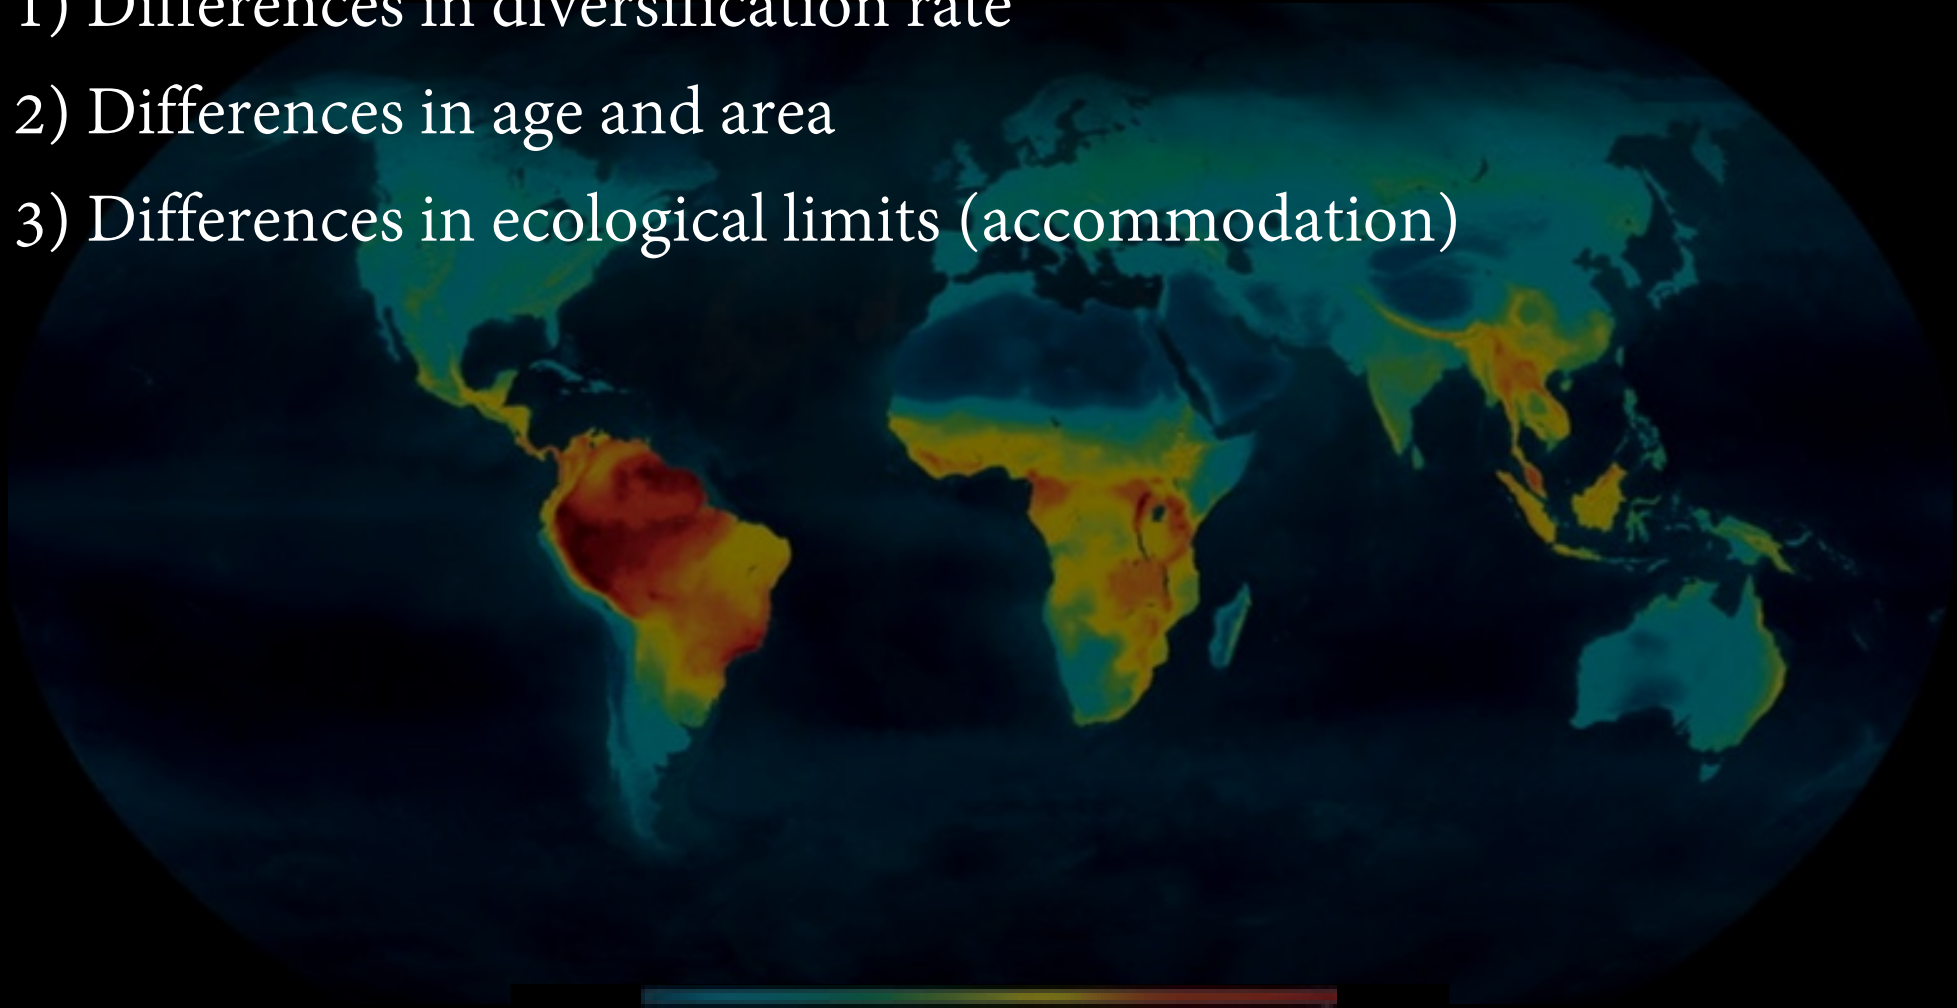 1) Differences in diversification rate
2) Differences in age and area
3) Differences in ecological limits (accommodation)